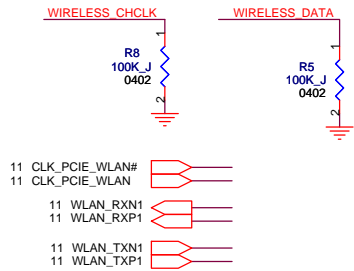 WIRELESS_CHCLK
WIRELESS_DATA
1
R8
100K_J
0402
2
1
R5
100K_J
0402
2
11 CLK_PCIE_WLAN#
11 CLK_PCIE_WLAN
11 WLAN_RXN1
11 WLAN_RXP1
11 WLAN_TXN1
11 WLAN_TXP1